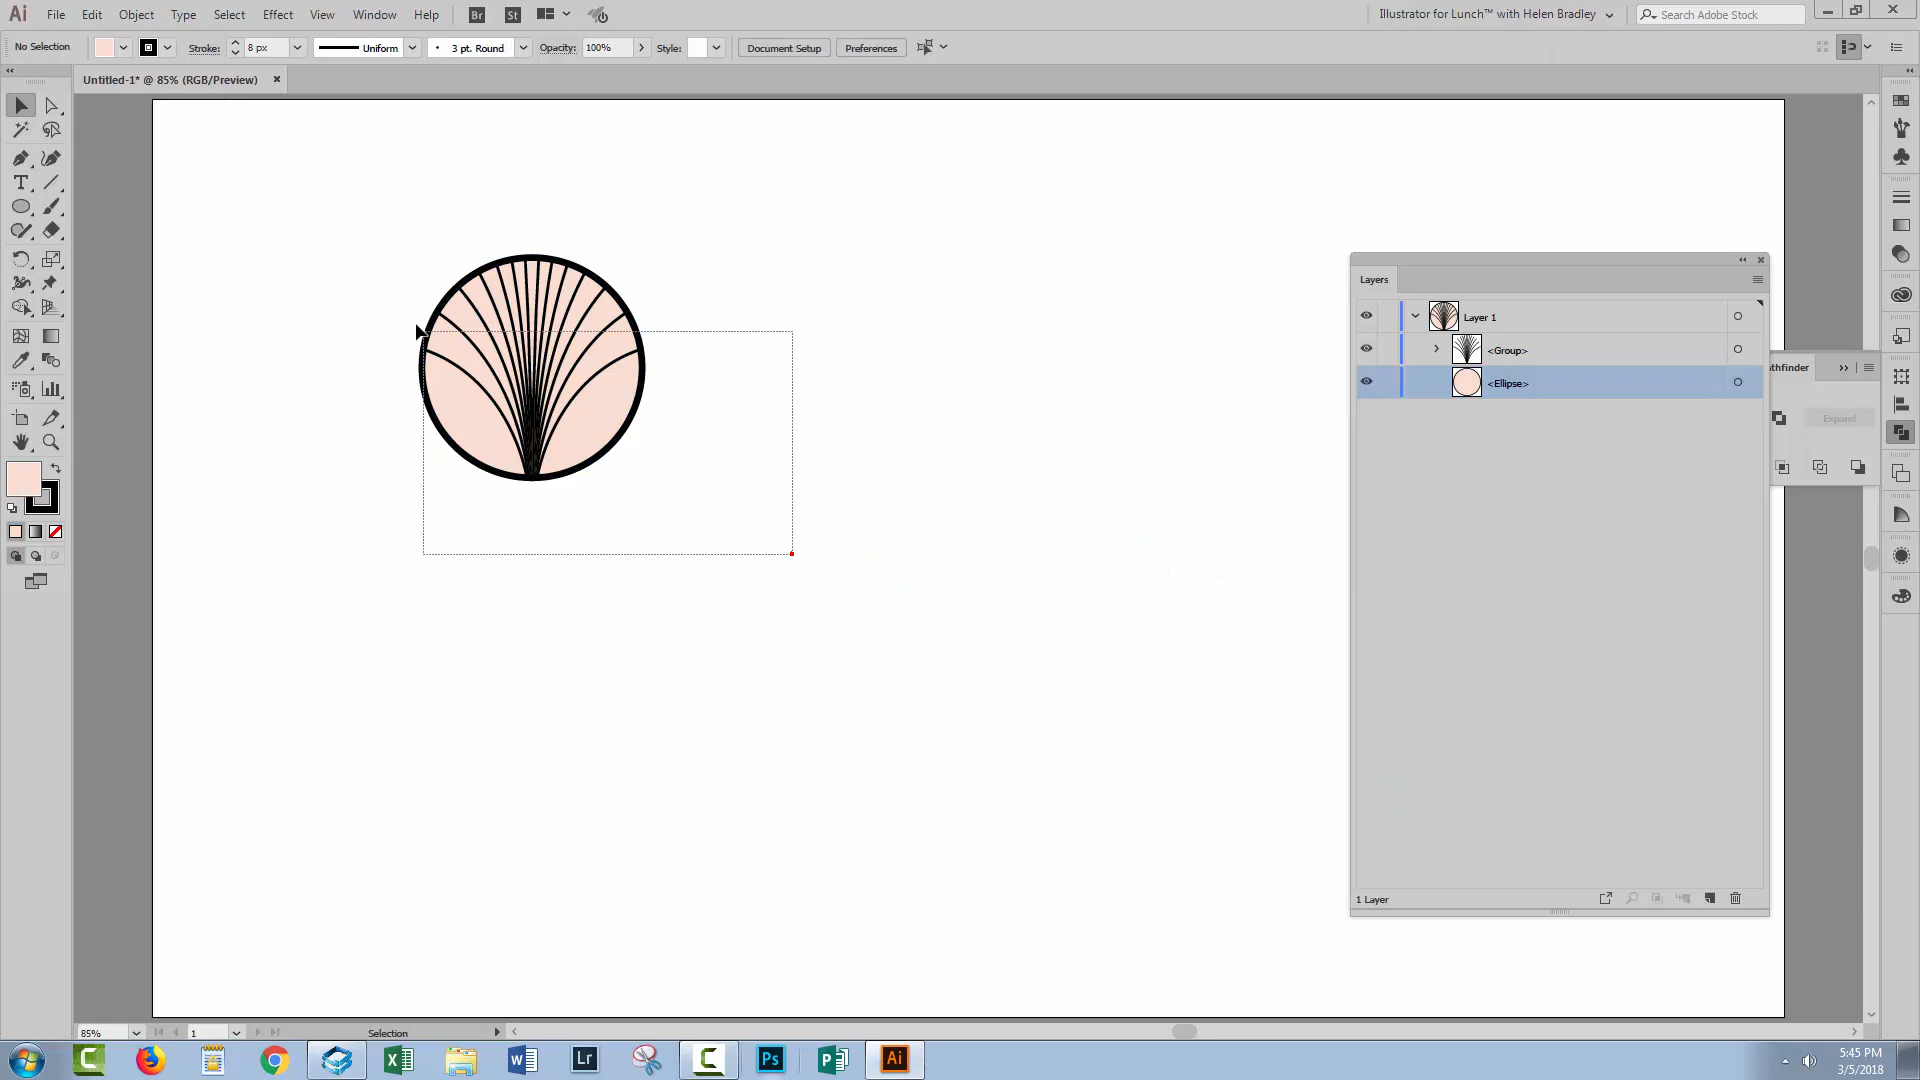 Ai File Edit Object Type Select Effect View Window Help Br St Illustrator for Lunch™ with Helen Bradley Search Adobe Stock
No Selection Stroke: 8 px Uniform 3 pt. Round Opacity: 100% Style: Document Setup Preferences
Untitled-1* @ 85% (RGB/Preview)
Layers
Layer 1
<Group>
<Ellipse>
thfinder
Expand
1 Layer
85% 1 Selection
Lr Ps Ai
5:45 PM
3/5/2018